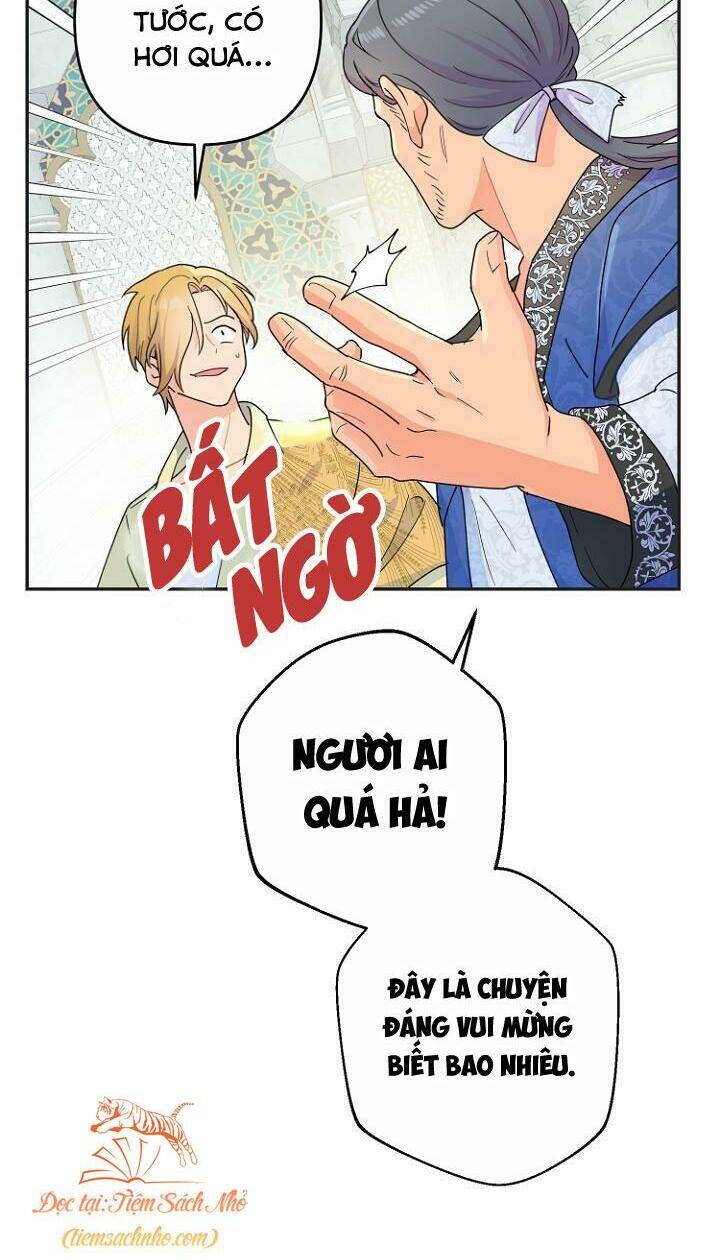 TƯỚC, CÓ
HƠI QUÁ...
BẤT
NGỜ
NGƯƠI AI
QUÁ HẢ!
ĐÂY LÀ CHUYỆN
ĐÁNG VUI MỪNG
BIẾT BAO NHIÊU.
Đọc tại: Tiệm Sách Nhỏ
(tiemsachnho.com)